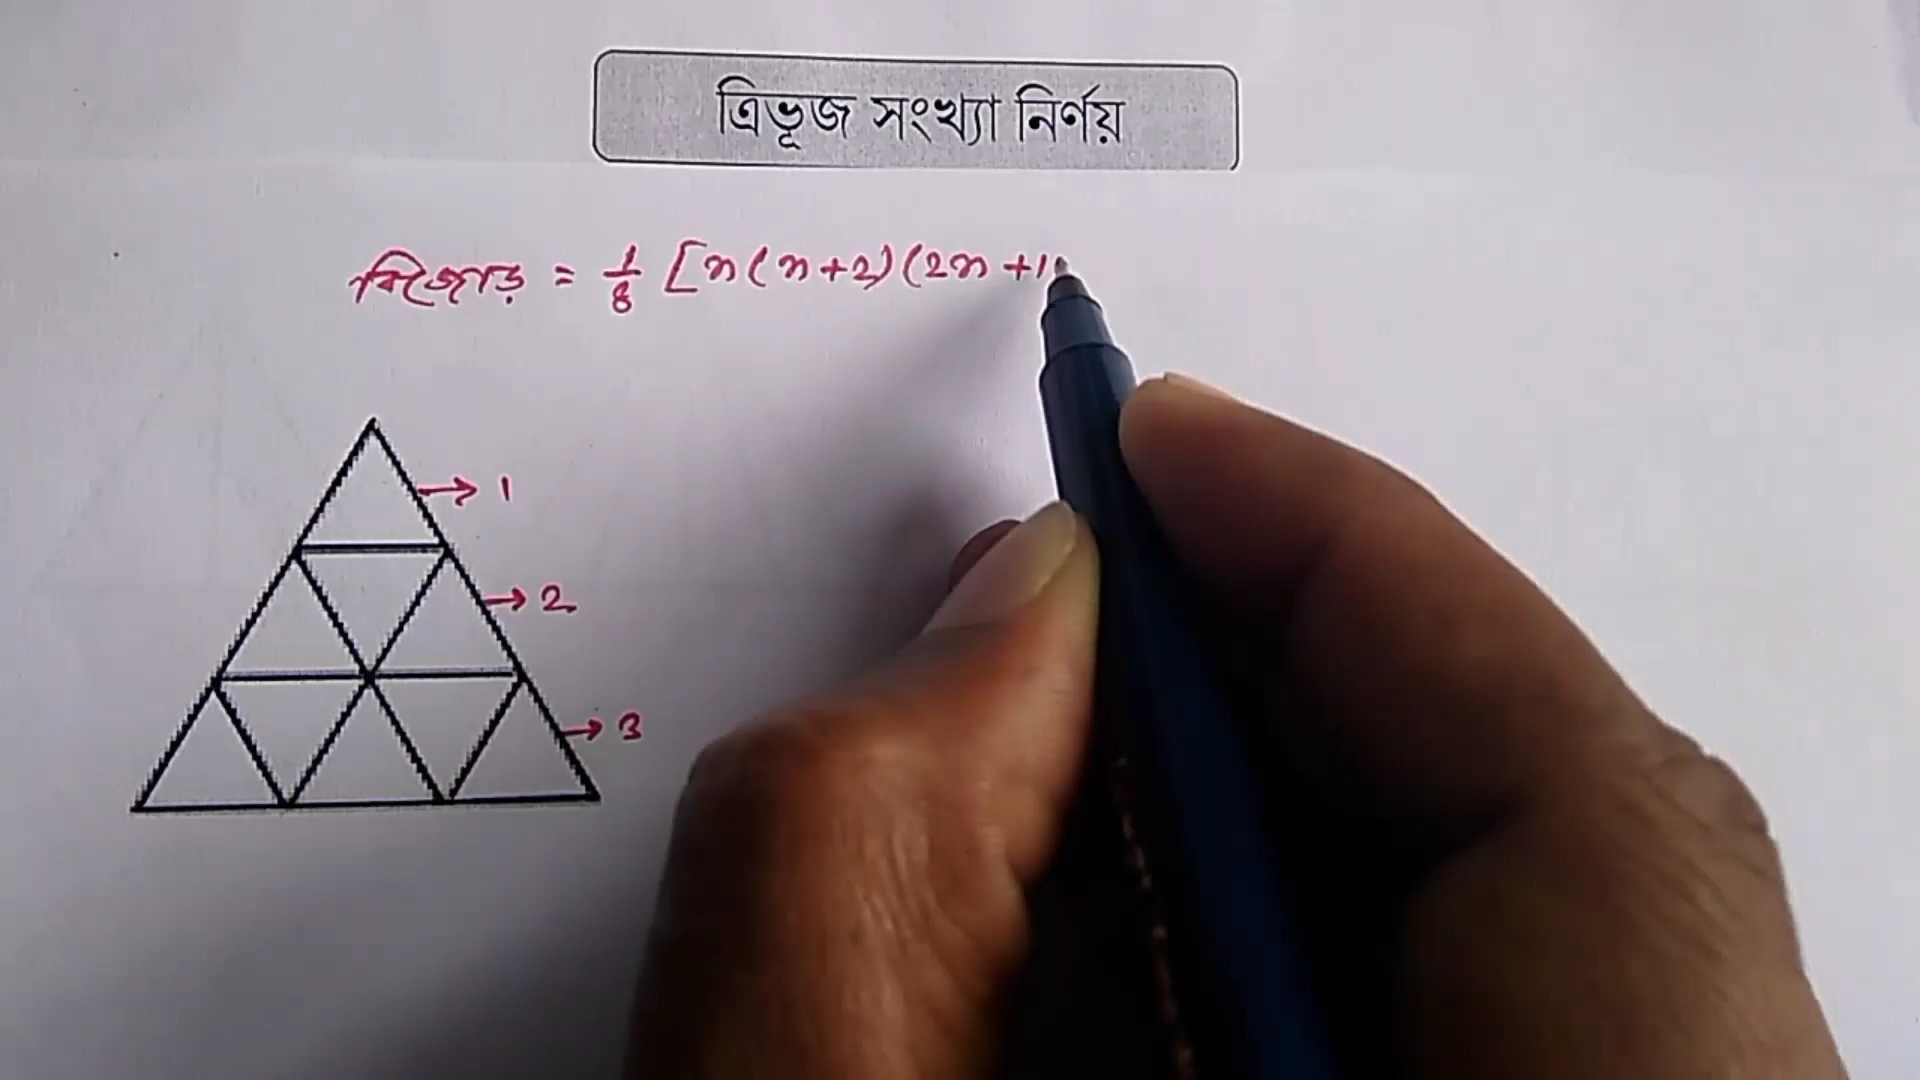 ত্রিভূজ সংখ্যা নির্ণয়
বিজোড় = 1/8 [n(n+2)(2n+1
→ 1
→ 2
→ 3